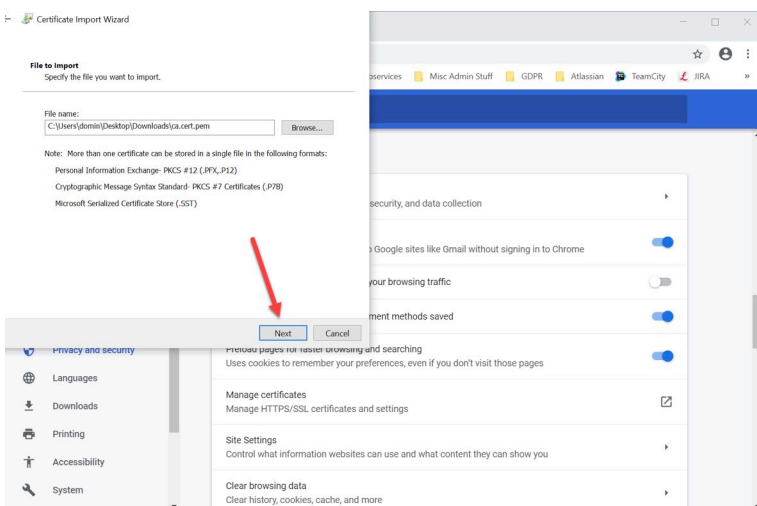 Certificate Import Wizard
File to Import
Specify the file you want to import.
File name:
C:\Users\domin\Desktop\Downloads\ca.cert.pem
Browse...
Note: More than one certificate can be stored in a single file in the following formats:
Personal Information Exchange- PKCS #12 (.PFX,.P12)
Cryptographic Message Syntax Standard- PKCS #7 Certificates (.P7B)
Microsoft Serialized Certificate Store (.SST)
Next
Cancel
Misc Admin Stuff
GDPR
Atlassian
TeamCity
JIRA
»
security, and data collection
Google sites like Gmail without signing in to Chrome
your browsing traffic
ment methods saved
Privacy and security
Languages
Downloads
Printing
Accessibility
System
Preload pages for faster browsing and searching
Uses cookies to remember your preferences, even if you don't visit those pages
Manage certificates
Manage HTTPS/SSL certificates and settings
Site Settings
Control what information websites can use and what content they can show you
Clear browsing data
Clear history, cookies, cache, and more